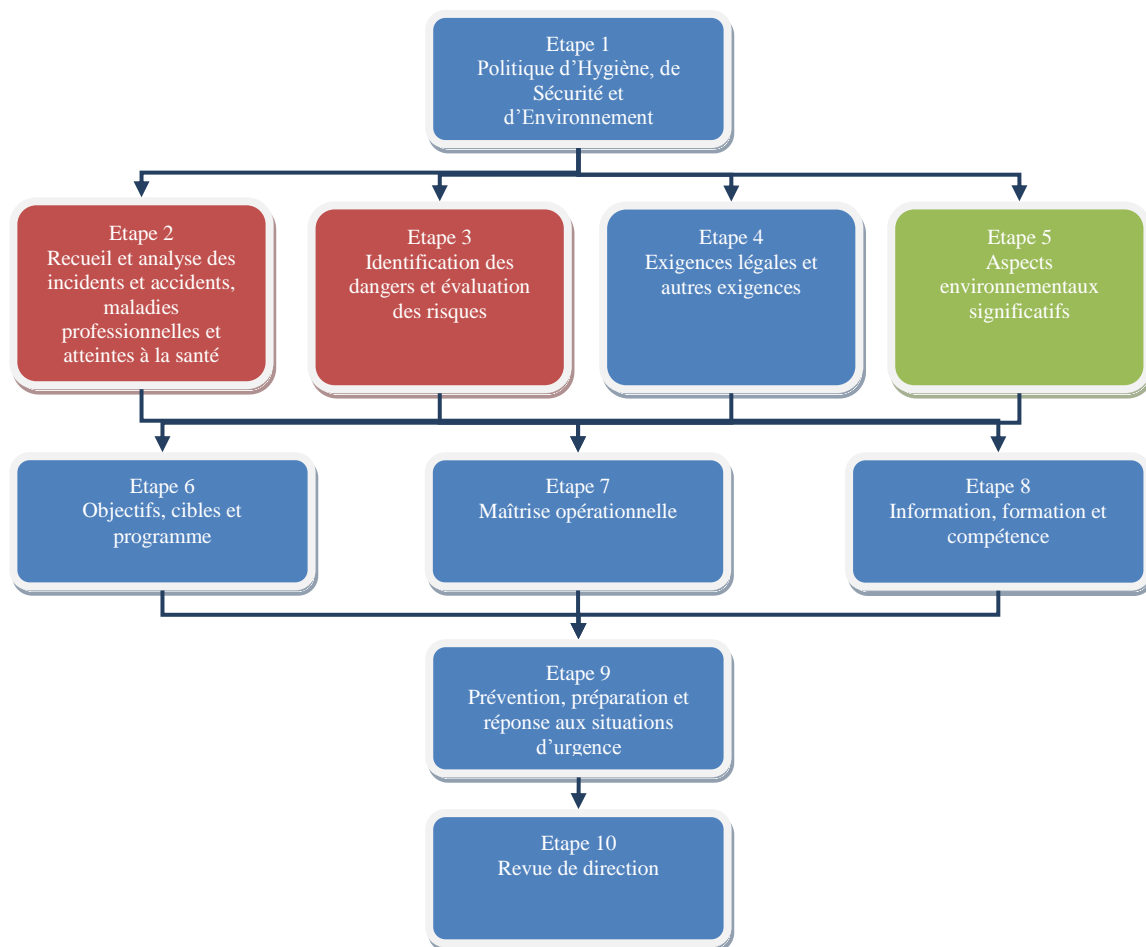 Etape 1
Politique d’Hygiène, de
Sécurité et
d’Environnement
Etape 2
Recueil et analyse des
incidents et accidents,
maladies
professionnelles et
atteintes à la santé
Etape 3
Identification des
dangers et évaluation
des risques
Etape 4
Exigences légales et
autres exigences
Etape 5
Aspects
environnementaux
significatifs
Etape 6
Objectifs, cibles et
programme
Etape 7
Maîtrise opérationnelle
Etape 8
Information, formation et
compétence
Etape 9
Prévention, préparation et
réponse aux situations
d’urgence
Etape 10
Revue de direction